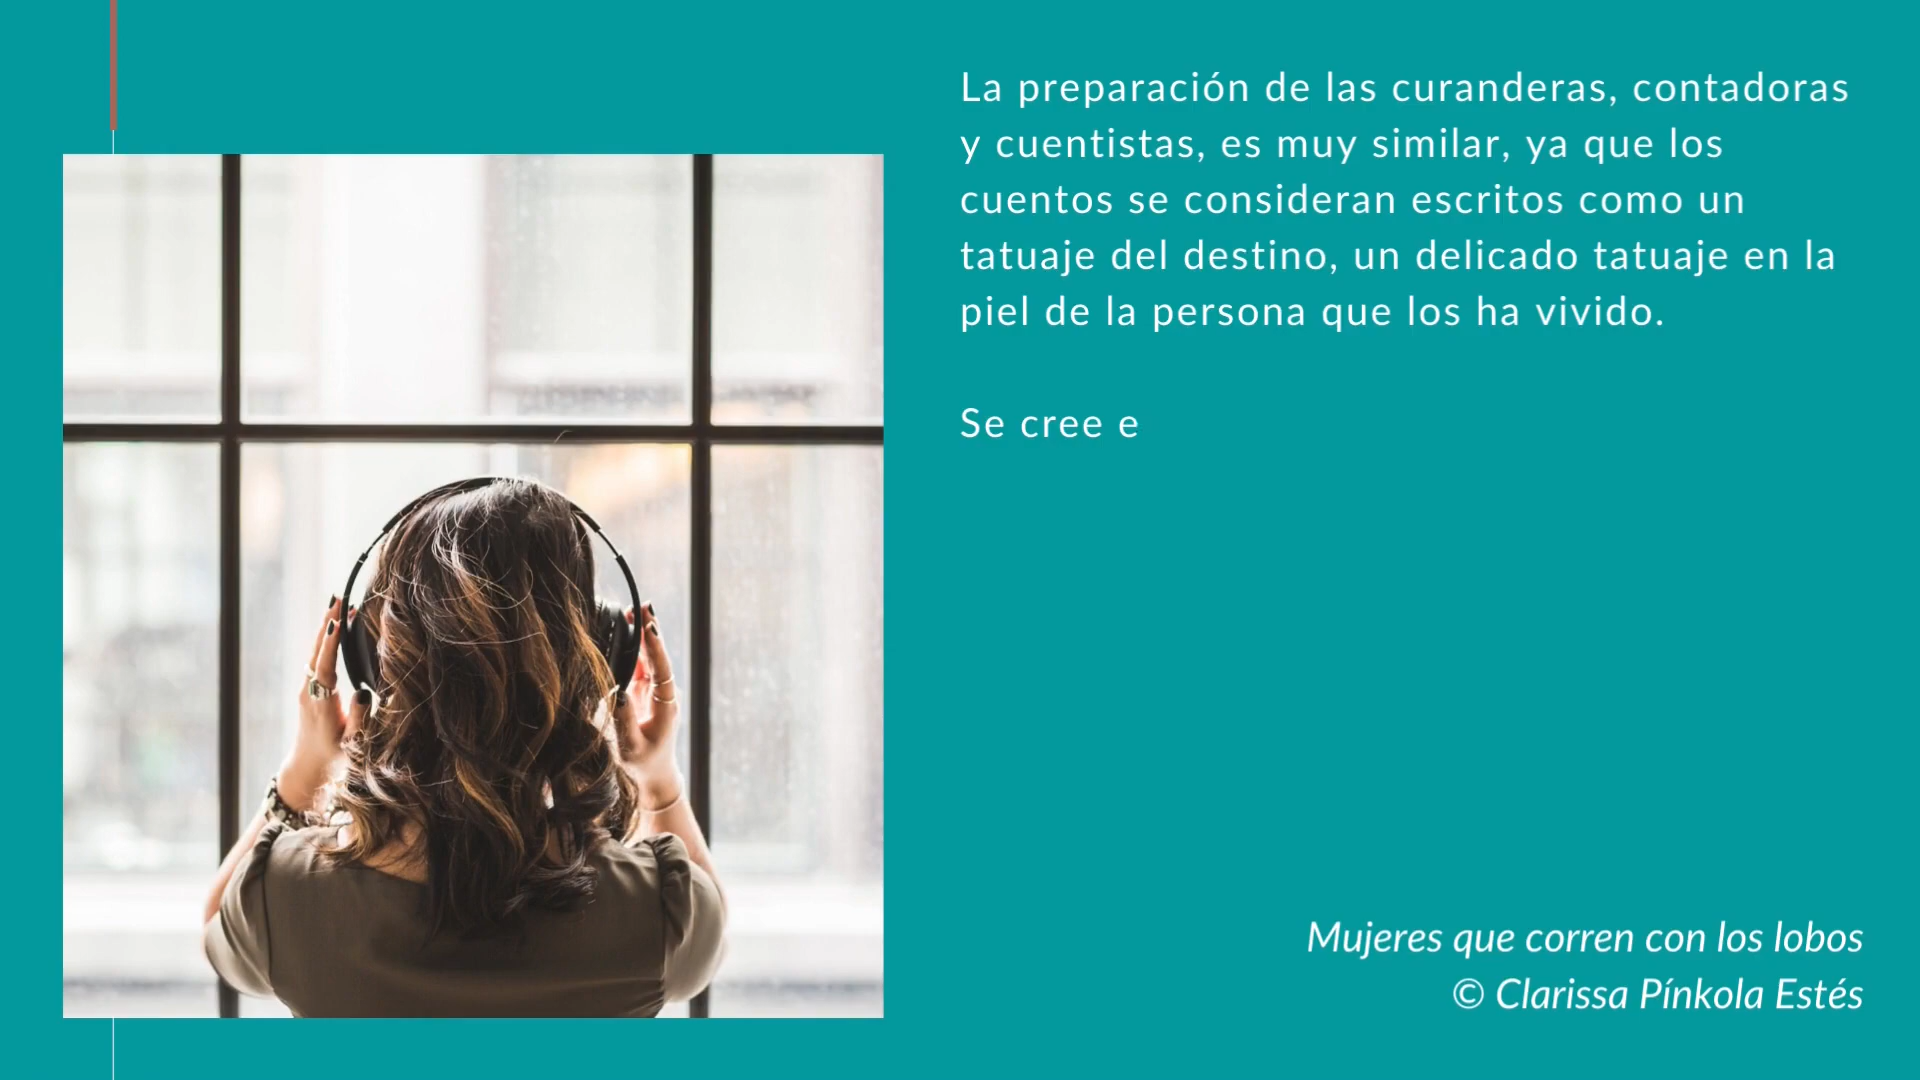 La preparación de las curanderas, contadoras
y cuentistas, es muy similar, ya que los
cuentos se consideran escritos como un
tatuaje del destino, un delicado tatuaje en la
piel de la persona que los ha vivido.
Se cree e
Mujeres que corren con los lobos
© Clarissa Pínkola Estés